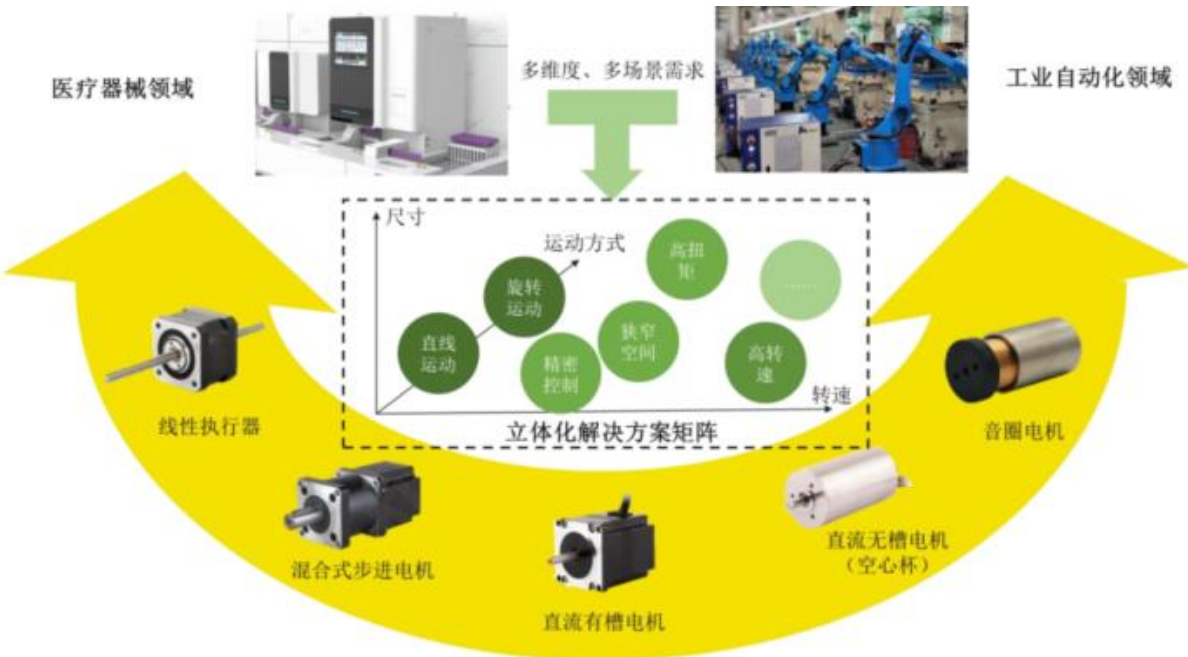 多维度、多场景需求
医疗器械领域
工业自动化领域
尺寸
运动方式
高扭
矩
……
旋转
运动
直线
运动
狭窄
空间
精密
控制
高转
速
转速
立体化解决方案矩阵
线性执行器
音圈电机
混合式步进电机
直流无槽电机
（空心杯）
直流有槽电机